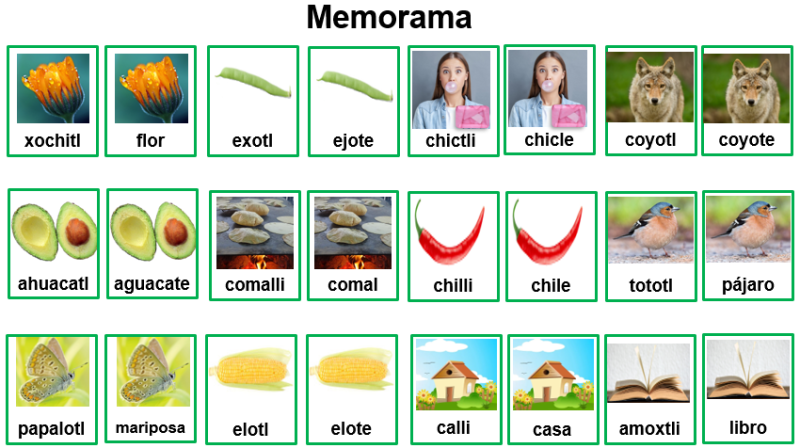 Memorama
xochitl flor exotl ejote chictli chicle coyotl coyote
ahuacatl aguacate comalli comal chilli chile tototl pájaro
papalotl mariposa elotl elote calli casa amoxtli libro